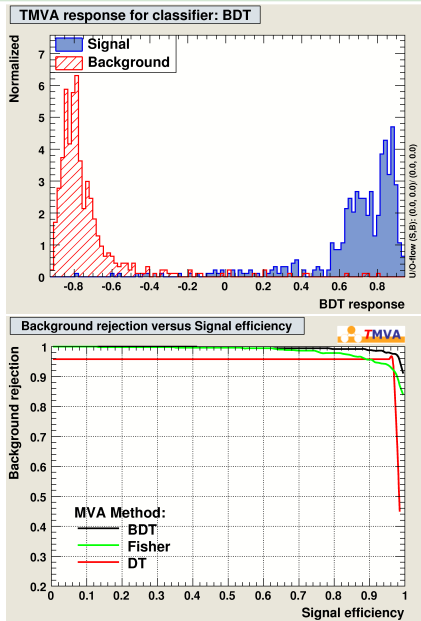 TMVA response for classifier: BDT
Normalized
Signal
Background
7
6
5
4
3
2
1
0
-0.8 -0.6 -0.4 -0.2 0 0.2 0.4 0.6 0.8
BDT response
U/O-flow (S,B): (0.0, 0.0)/ (0.0, 0.0)
Background rejection versus Signal efficiency
TMVA
Background rejection
1
0.9
0.8
0.7
0.6
0.5
0.4
0.3
0.2
MVA Method:
BDT
Fisher
DT
0 0.1 0.2 0.3 0.4 0.5 0.6 0.7 0.8 0.9 1
Signal efficiency